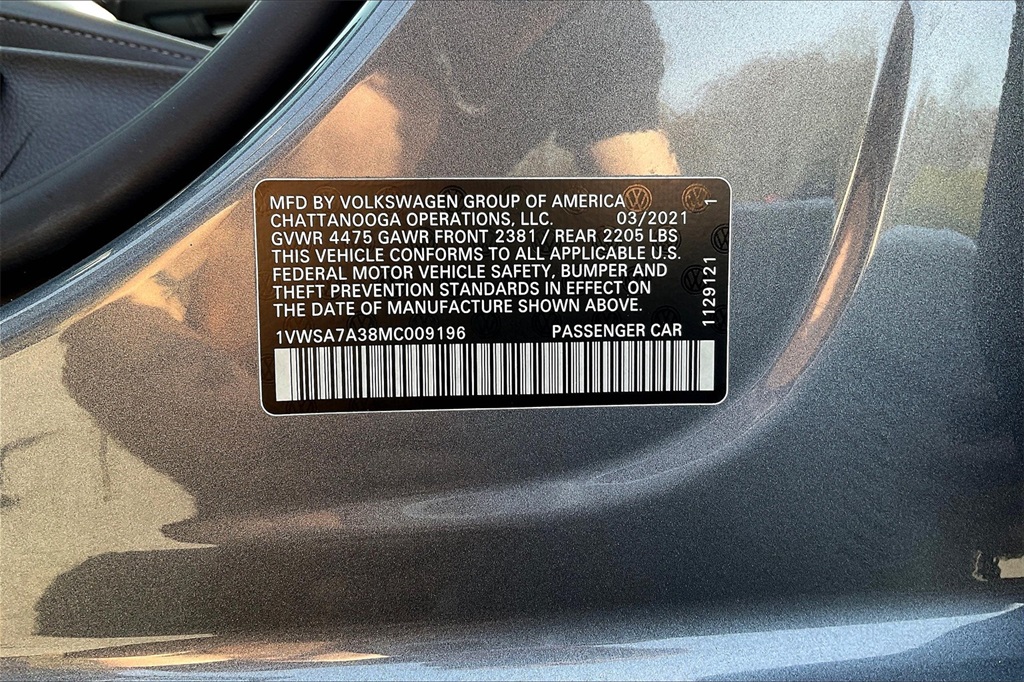 MFD BY VOLKSWAGEN GROUP OF AMERICA
CHATTANOOGA OPERATIONS, LLC. 03/2021
GVWR 4475 GAWR FRONT 2381 / REAR 2205 LBS
THIS VEHICLE CONFORMS TO ALL APPLICABLE U.S.
FEDERAL MOTOR VEHICLE SAFETY, BUMPER AND
THEFT PREVENTION STANDARDS IN EFFECT ON
THE DATE OF MANUFACTURE SHOWN ABOVE.
1VWSA7A38MC009196 PASSENGER CAR
1129121 1